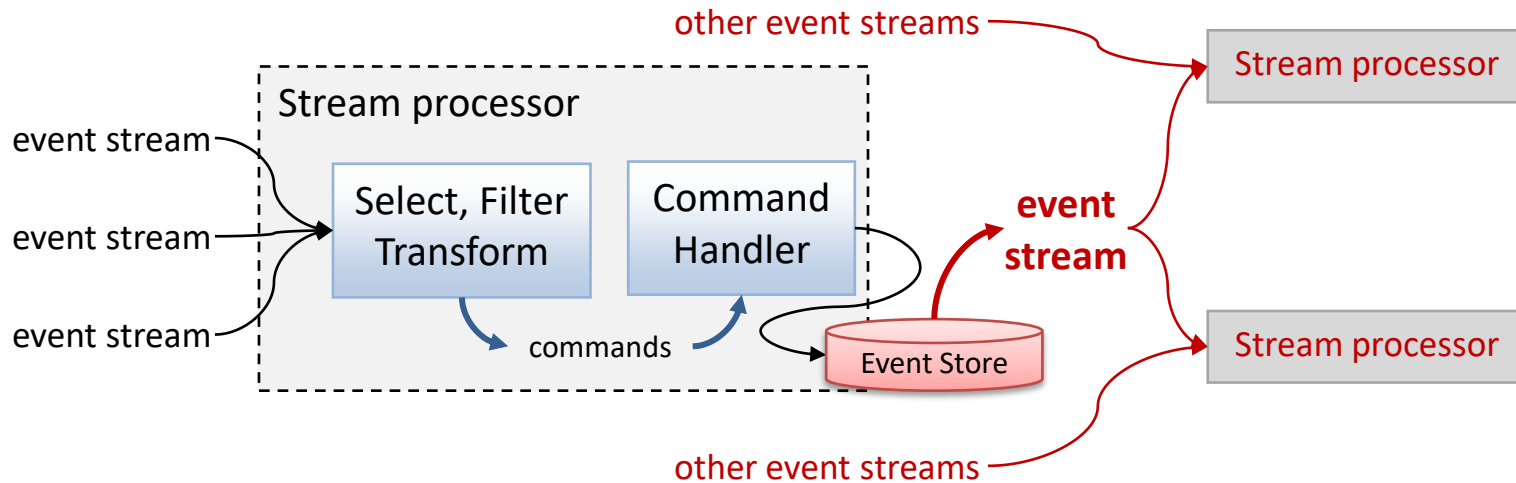 other event streams
Stream processor
Stream processor
event stream
Select, Filter
Transform
Command
Handler
event
stream
event stream
event stream
commands
Event Store
Stream processor
other event streams